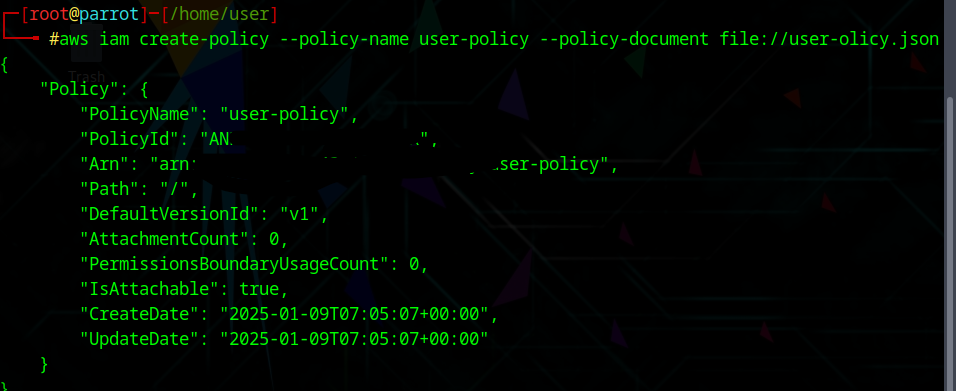 [root@parrot]─[/home/user]
#aws iam create-policy --policy-name user-policy --policy-document file://user-olicy.json
{
Trash
"Policy": {
"PolicyName": "user-policy",
"PolicyId": "AN ",
"Arn": "arn user-policy",
"Path": "/",
"DefaultVersionId": "v1",
"AttachmentCount": 0,
"PermissionsBoundaryUsageCount": 0,
"IsAttachable": true,
"CreateDate": "2025-01-09T07:05:07+00:00",
"UpdateDate": "2025-01-09T07:05:07+00:00"
}
}